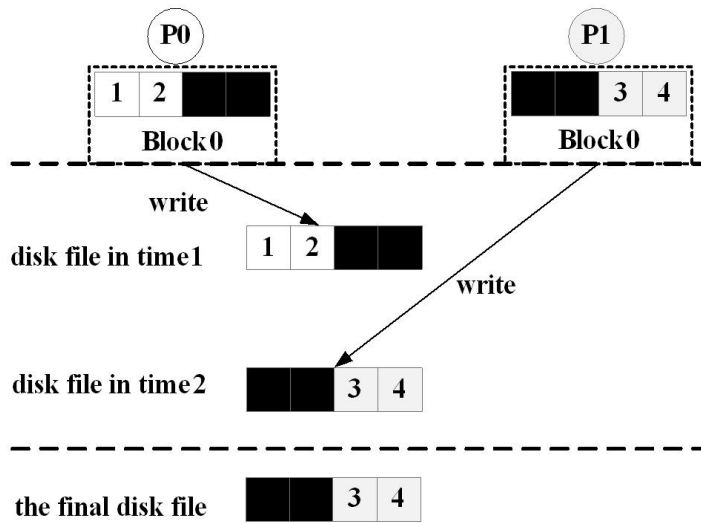 P0 P1
1 2 3 4
Block0 Block0
write
1 2
disk file in time1
write
disk file in time2 3 4
the final disk file 3 4